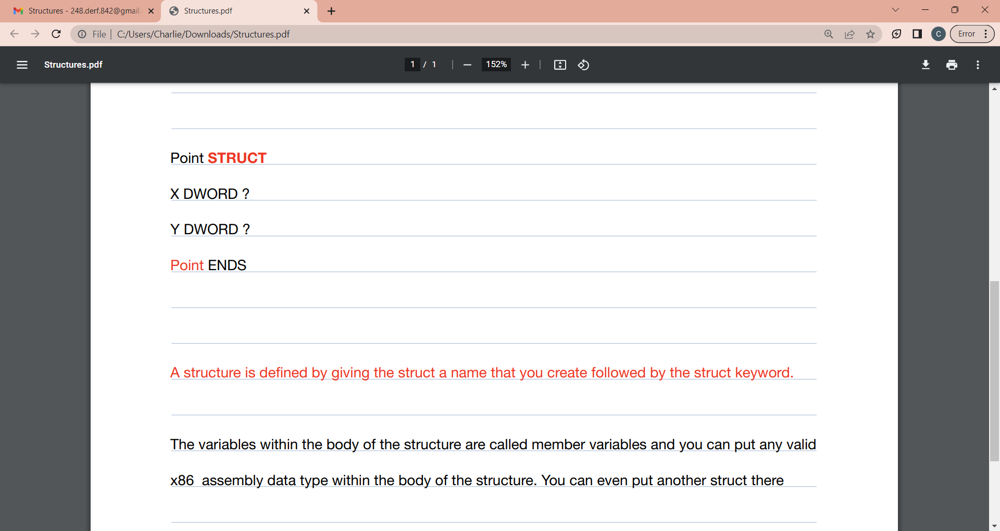 Structures - 248.derf.842@gmail.
Structures.pdf
File | C:/Users/Charlie/Downloads/Structures.pdf
C
Error
Structures.pdf
1 / 1
152%
Point STRUCT
X DWORD ?
Y DWORD ?
Point ENDS
A structure is defined by giving the struct a name that you create followed by the struct keyword.
The variables within the body of the structure are called member variables and you can put any valid
x86  assembly data type within the body of the structure. You can even put another struct there